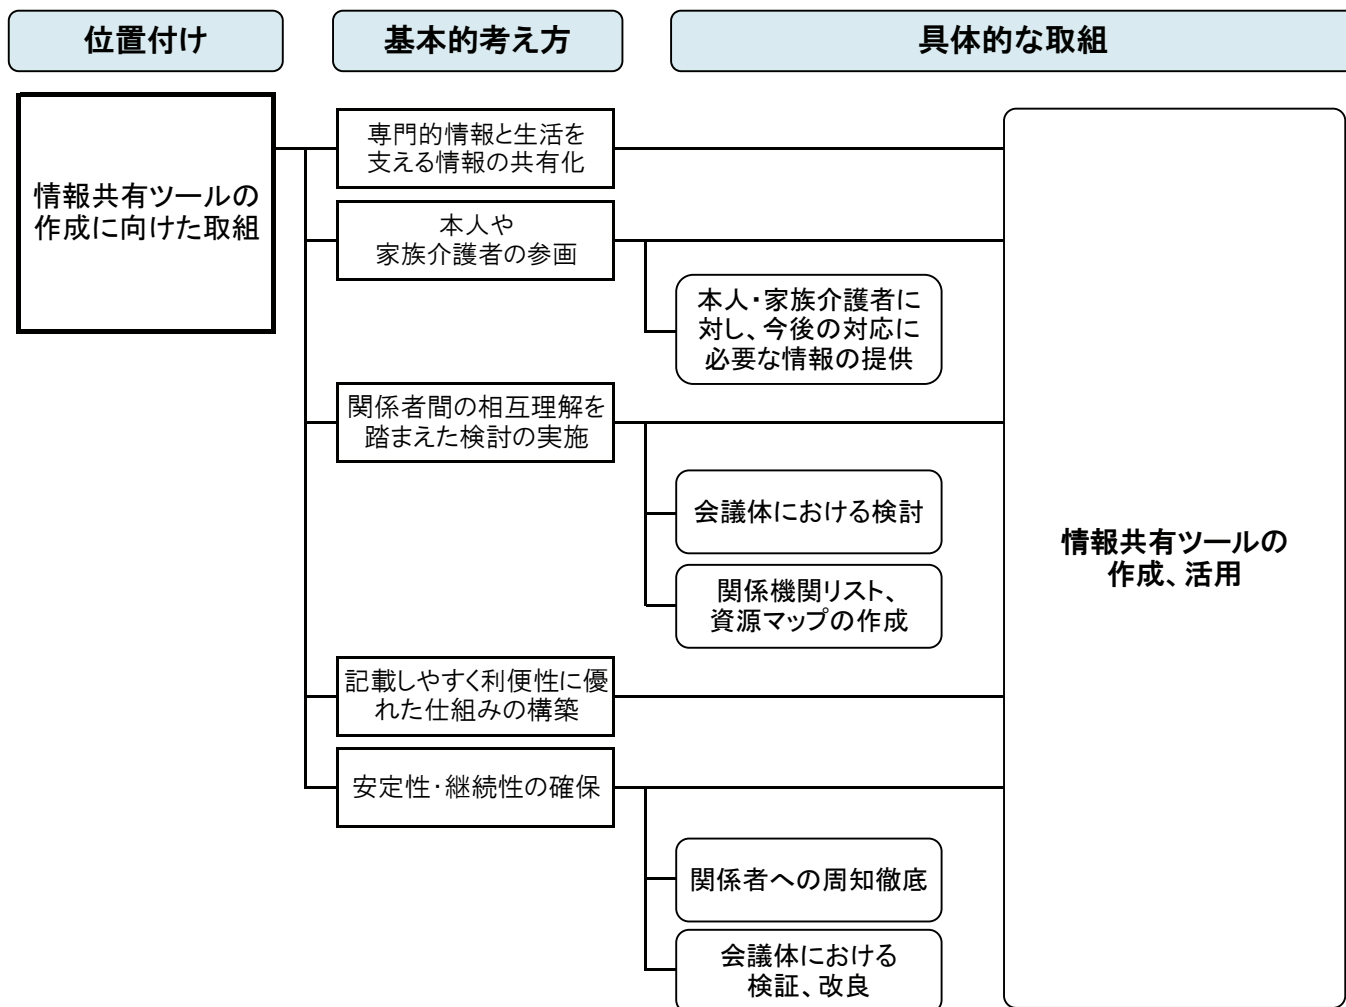 位置付け
基本的考え方
具体的な取組
情報共有ツールの
作成に向けた取組
専門的情報と生活を
支える情報の共有化
本人や
家族介護者の参画
本人・家族介護者に
対し、今後の対応に
必要な情報の提供
関係者間の相互理解を
踏まえた検討の実施
会議体における検討
関係機関リスト、
資源マップの作成
記載しやすく利便性に優
れた仕組みの構築
安定性・継続性の確保
関係者への周知徹底
会議体における
検証、改良
情報共有ツールの
作成、活用